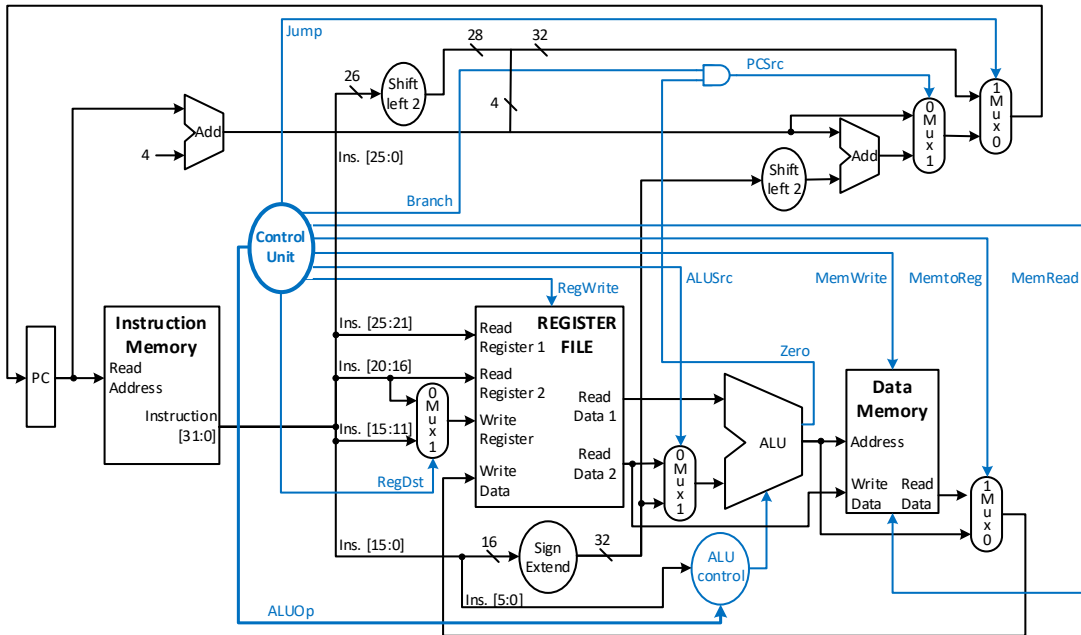 Jump
28
32
PCSrc
26
Shift
left 2
1
M
u
x
0
0
M
u
x
1
4
Add
4
Add
Ins. [25:0]
Shift
left 2
Branch
Control
Unit
ALUSrc
MemWrite
MemtoReg
MemRead
RegWrite
Instruction
Memory
Read
Address
Instruction
[31:0]
PC
Ins. [25:21]
REGISTER
FILE
Read
Register 1
Zero
Ins. [20:16]
Read
Register 2
0
M
u
x
1
Write
Register
Ins. [15:11]
Read
Data 1
Read
Data 2
Write
Data
RegDst
ALU
0
M
u
x
1
Data
Memory
Address
Write
Data
Read
Data
1
M
u
x
0
Ins. [15:0]
16
Sign
Extend
32
ALU
control
Ins. [5:0]
ALUOp